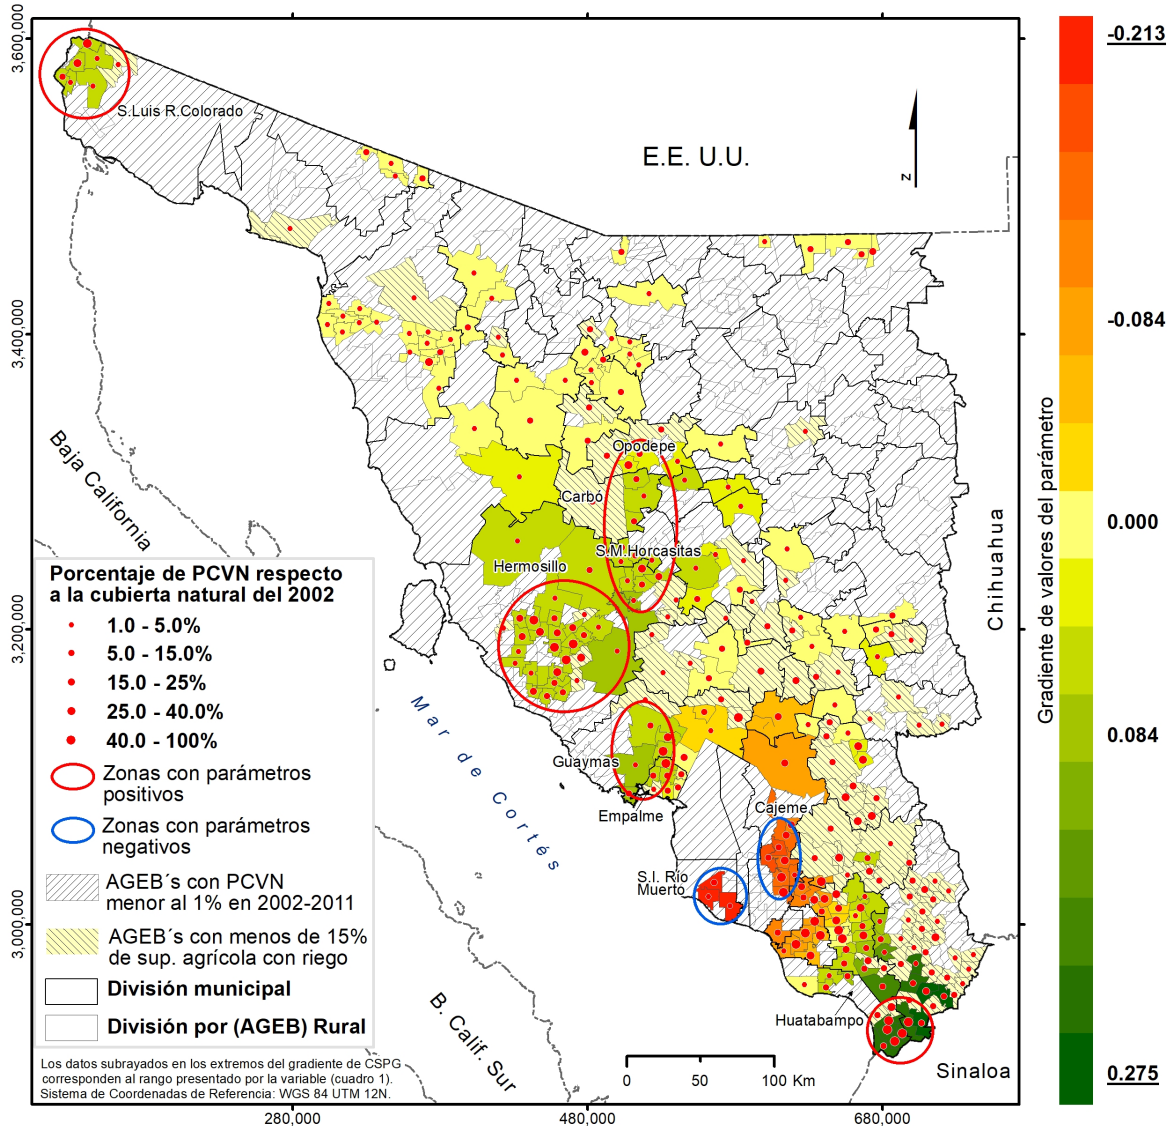 3,600,000
3,400,000
3,200,000
3,000,000
280,000
480,000
680,000
S.Luis R.Colorado
E.E. U.U.
N
Baja California
Opodepe
Carbó
S.M.Horcasitas
Hermosillo
Chihuahua
Mar de Cortés
Guaymas
Empalme
Cajeme
S.I. Río
Muerto
Huatabampo
B. Calif. Sur
Sinaloa
0 50 100 Km
Porcentaje de PCVN respecto
a la cubierta natural del 2002
1.0 - 5.0%
5.0 - 15.0%
15.0 - 25%
25.0 - 40.0%
40.0 - 100%
Zonas con parámetros
positivos
Zonas con parámetros
negativos
AGEB´s con PCVN
menor al 1% en 2002-2011
AGEB´s con menos de 15%
de sup. agrícola con riego
División municipal
División por (AGEB) Rural
Los datos subrayados en los extremos del gradiente de CSPG
corresponden al rango presentado por la variable (cuadro 1).
Sistema de Coordenadas de Referencia: WGS 84 UTM 12N.
Gradiente de valores del parámetro
-0.213
-0.084
0.000
0.084
0.275